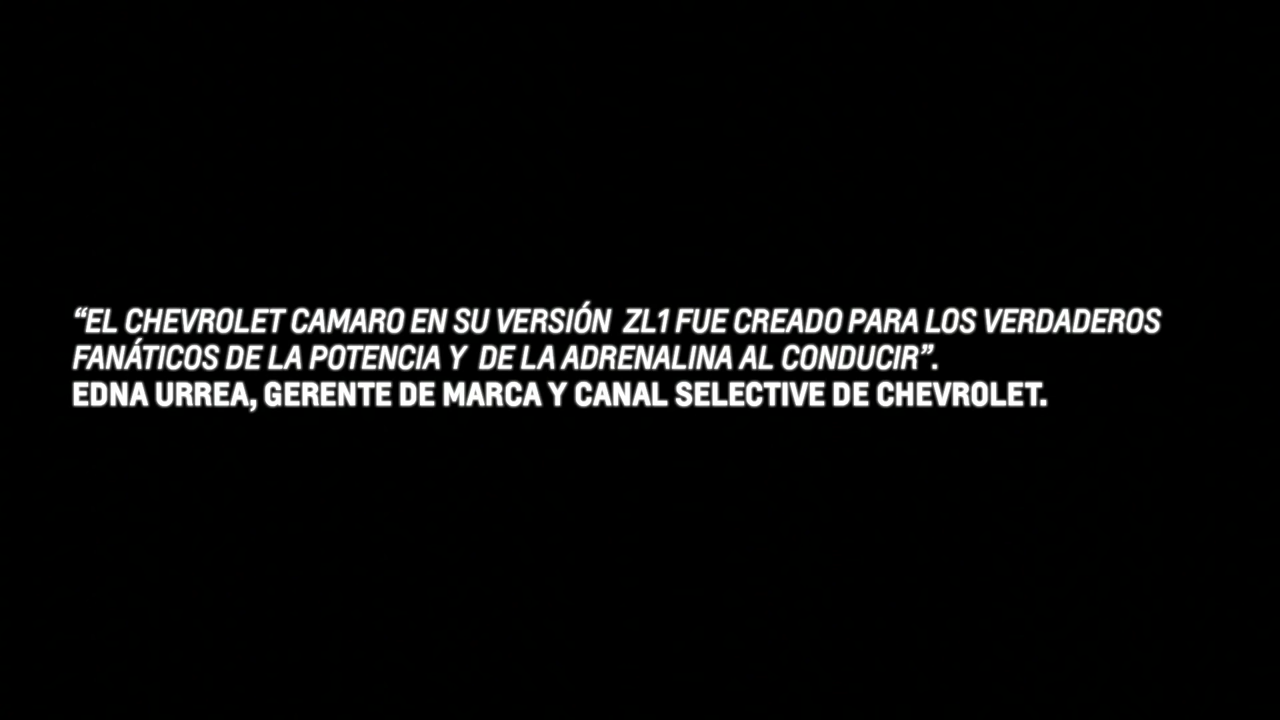 “EL CHEVROLET CAMARO EN SU VERSIÓN  ZL1 FUE CREADO PARA LOS VERDADEROS
FANÁTICOS DE LA POTENCIA Y  DE LA ADRENALINA AL CONDUCIR”.
EDNA URREA, GERENTE DE MARCA Y CANAL SELECTIVE DE CHEVROLET.